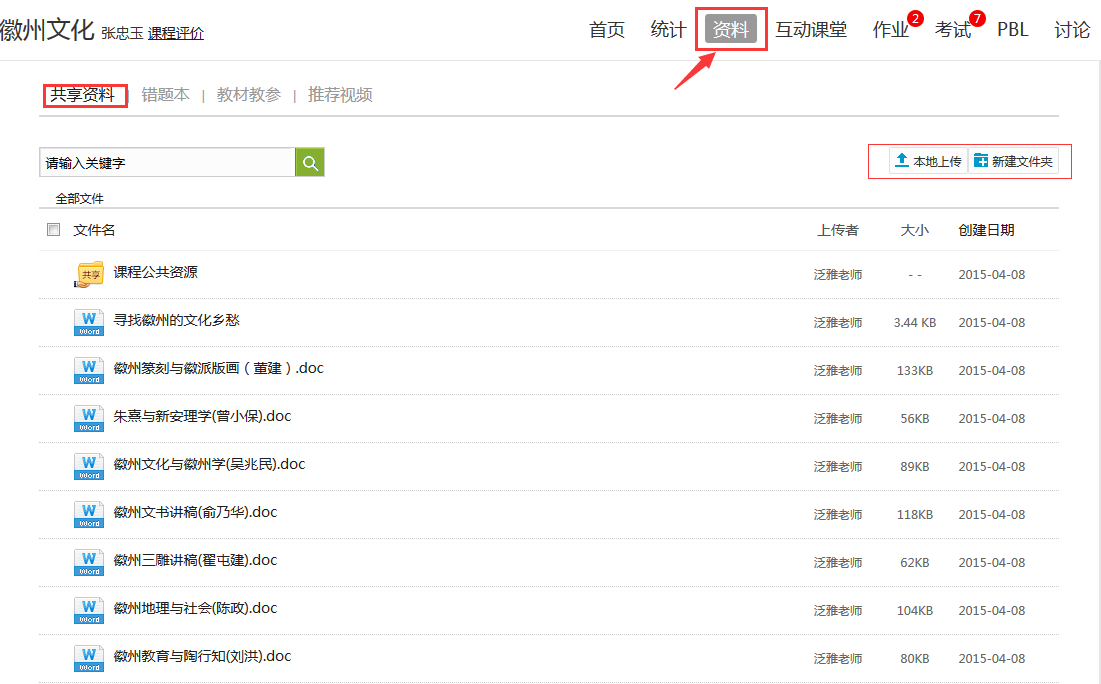 徽州文化 张忠玉 课程评价
首页 统计 资料 互动课堂 作业 2 考试 7 PBL 讨论
共享资料 | 错题本 | 教材教参 | 推荐视频
请输入关键字
本地上传 新建文件夹
全部文件
文件名 上传者 大小 创建日期
共享 课程公共资源 泛雅老师 - - 2015-04-08
W Word 寻找徽州的文化乡愁 泛雅老师 3.44 KB 2015-04-08
W Word 徽州篆刻与徽派版画（董建）.doc 泛雅老师 133KB 2015-04-08
W Word 朱熹与新安理学(曾小保).doc 泛雅老师 56KB 2015-04-08
W Word 徽州文化与徽州学(吴兆民).doc 泛雅老师 89KB 2015-04-08
W Word 徽州文书讲稿(俞乃华).doc 泛雅老师 118KB 2015-04-08
W Word 徽州三雕讲稿(翟屯建).doc 泛雅老师 62KB 2015-04-08
W Word 徽州地理与社会(陈政).doc 泛雅老师 104KB 2015-04-08
W Word 徽州教育与陶行知(刘洪).doc 泛雅老师 80KB 2015-04-08